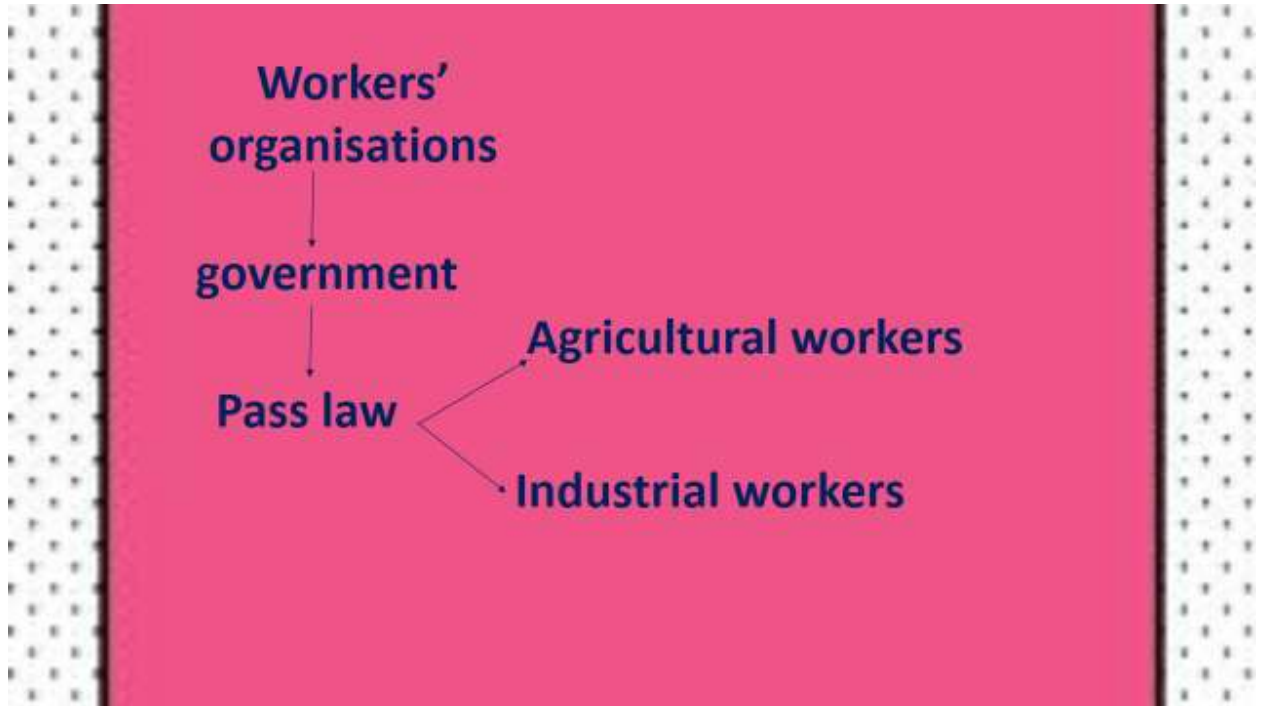 Workers’
organisations
government
Pass law
Agricultural workers
Industrial workers